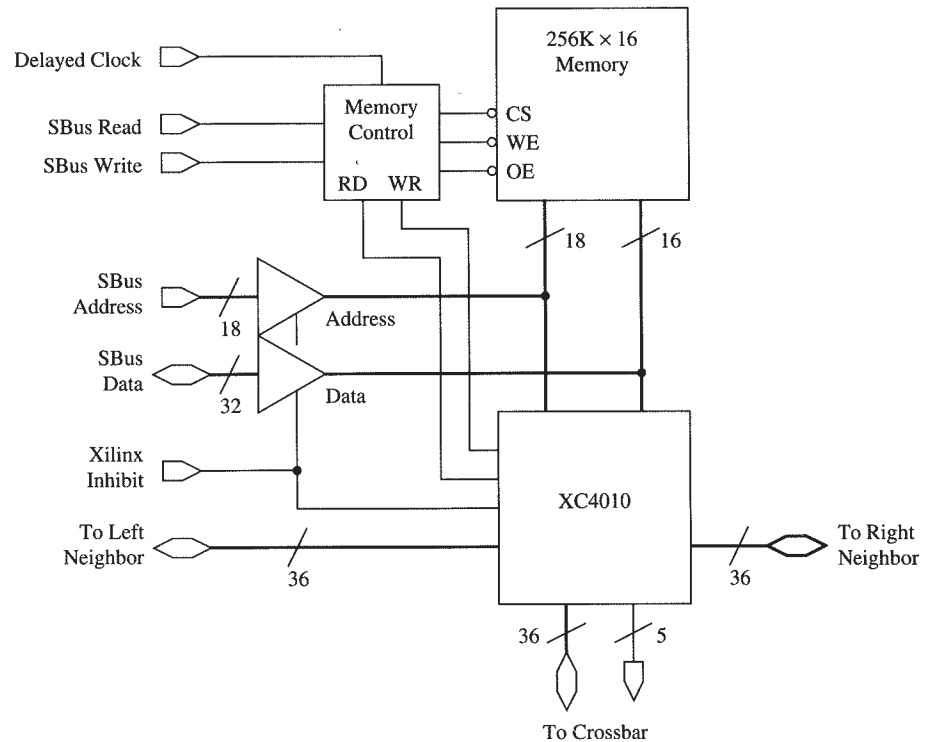 256K × 16
Memory
Delayed Clock
Memory
Control
CS
SBus Read
WE
SBus Write
OE
RD WR
18
16
SBus
Address
18
Address
SBus
Data
32
Data
Xilinx
Inhibit
XC4010
To Left
Neighbor
36
To Right
Neighbor
36
36
5
To Crossbar